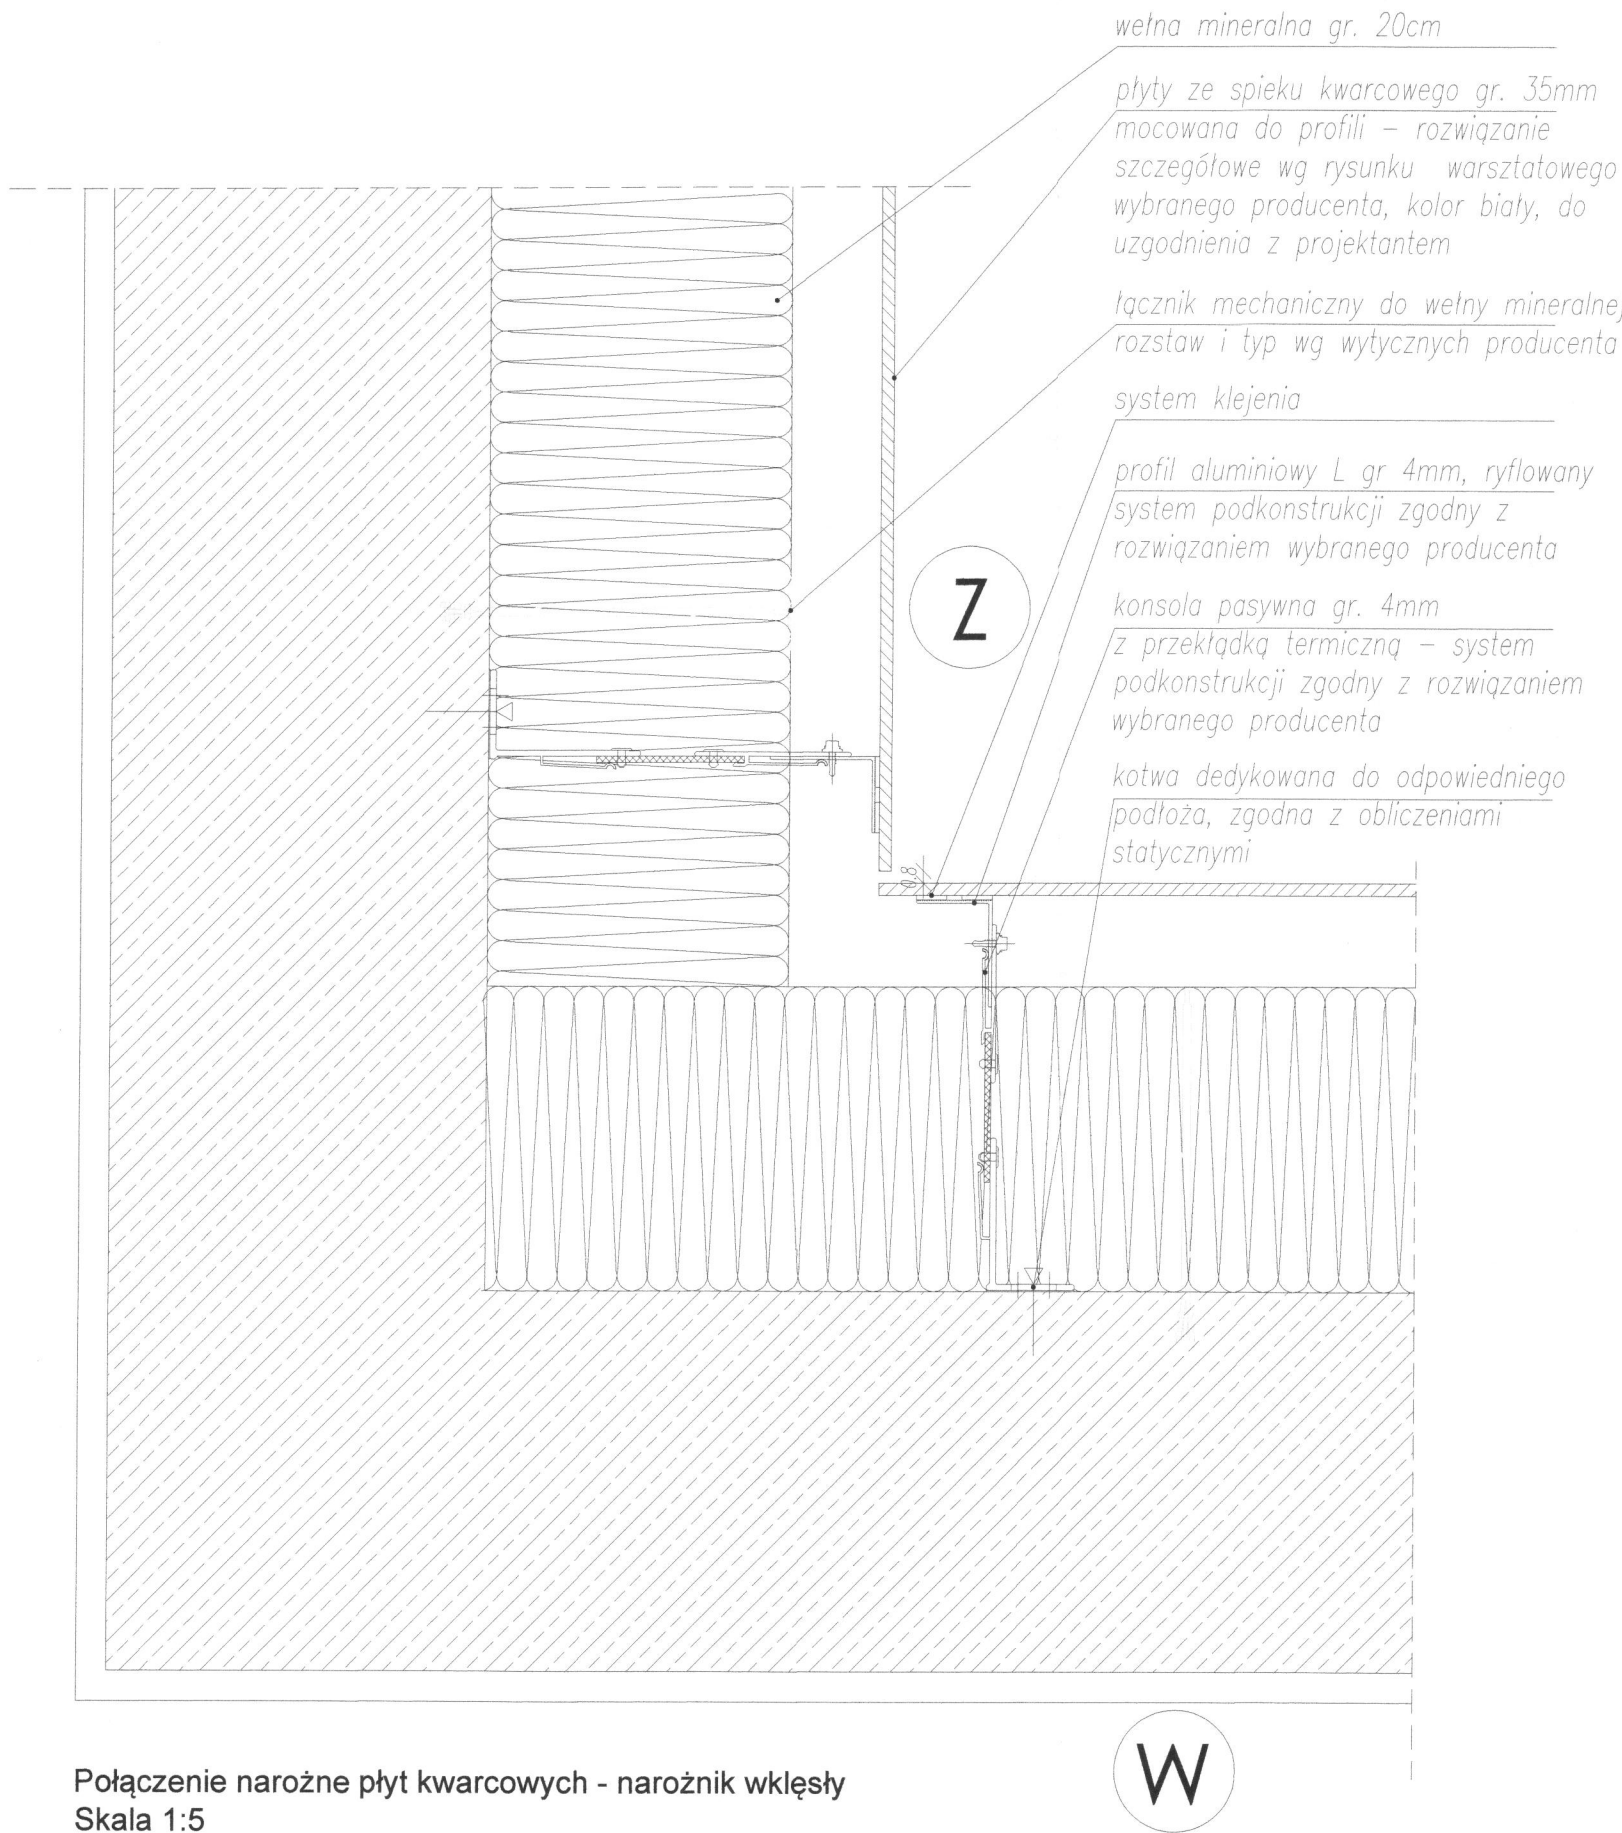 wełna mineralna gr. 20cm
płyty ze spieku kwarcowego gr. 35mm
mocowana do profili – rozwiązanie
szczegółowe wg rysunku warsztatowego
wybranego producenta, kolor biały, do
uzgodnienia z projektantem
łącznik mechaniczny do wełny mineralnej
rozstaw i typ wg wytycznych producenta
system klejenia
profil aluminiowy L gr 4mm, ryflowany
system podkonstrukcji zgodny z
rozwiązaniem wybranego producenta
Z
konsola pasywna gr. 4mm
z przekłądką termiczną – system
podkonstrukcji zgodny z rozwiązaniem
wybranego producenta
kotwa dedykowana do odpowiedniego
podłoża, zgodna z obliczeniami
statycznymi
0.8
W
Połączenie narożne płyt kwarcowych - narożnik wklęsły
Skala 1:5